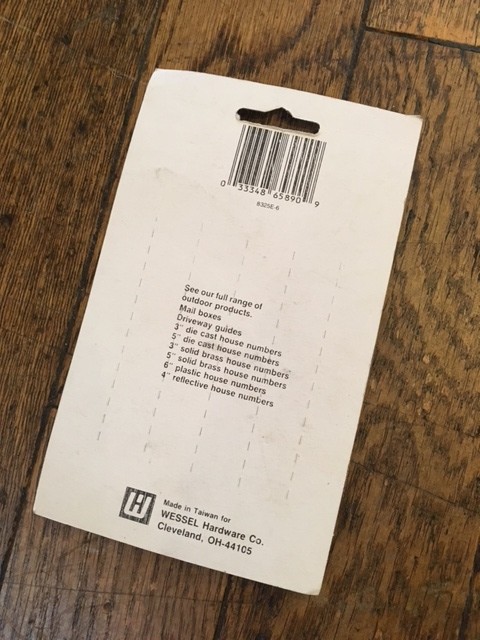 0 33348 65890 9
8325E-6
See our full range of
outdoor products.
Mail boxes
Driveway guides
3" die cast house numbers
5" die cast house numbers
3" solid brass house numbers
5" solid brass house numbers
6" plastic house numbers
4" reflective house numbers
Made in Taiwan for
WESSEL Hardware Co.
Cleveland, OH-44105